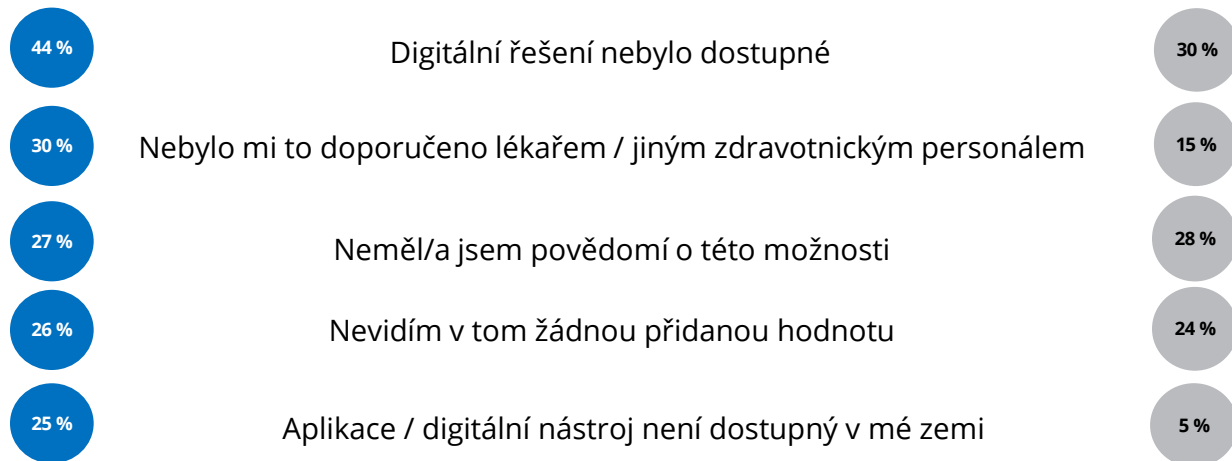 44 % Digitální řešení nebylo dostupné 30 %
30 % Nebylo mi to doporučeno lékařem / jiným zdravotnickým personálem 15 %
27 % Neměl/a jsem povědomí o této možnosti 28 %
26 % Nevidím v tom žádnou přidanou hodnotu 24 %
25 % Aplikace / digitální nástroj není dostupný v mé zemi 5 %